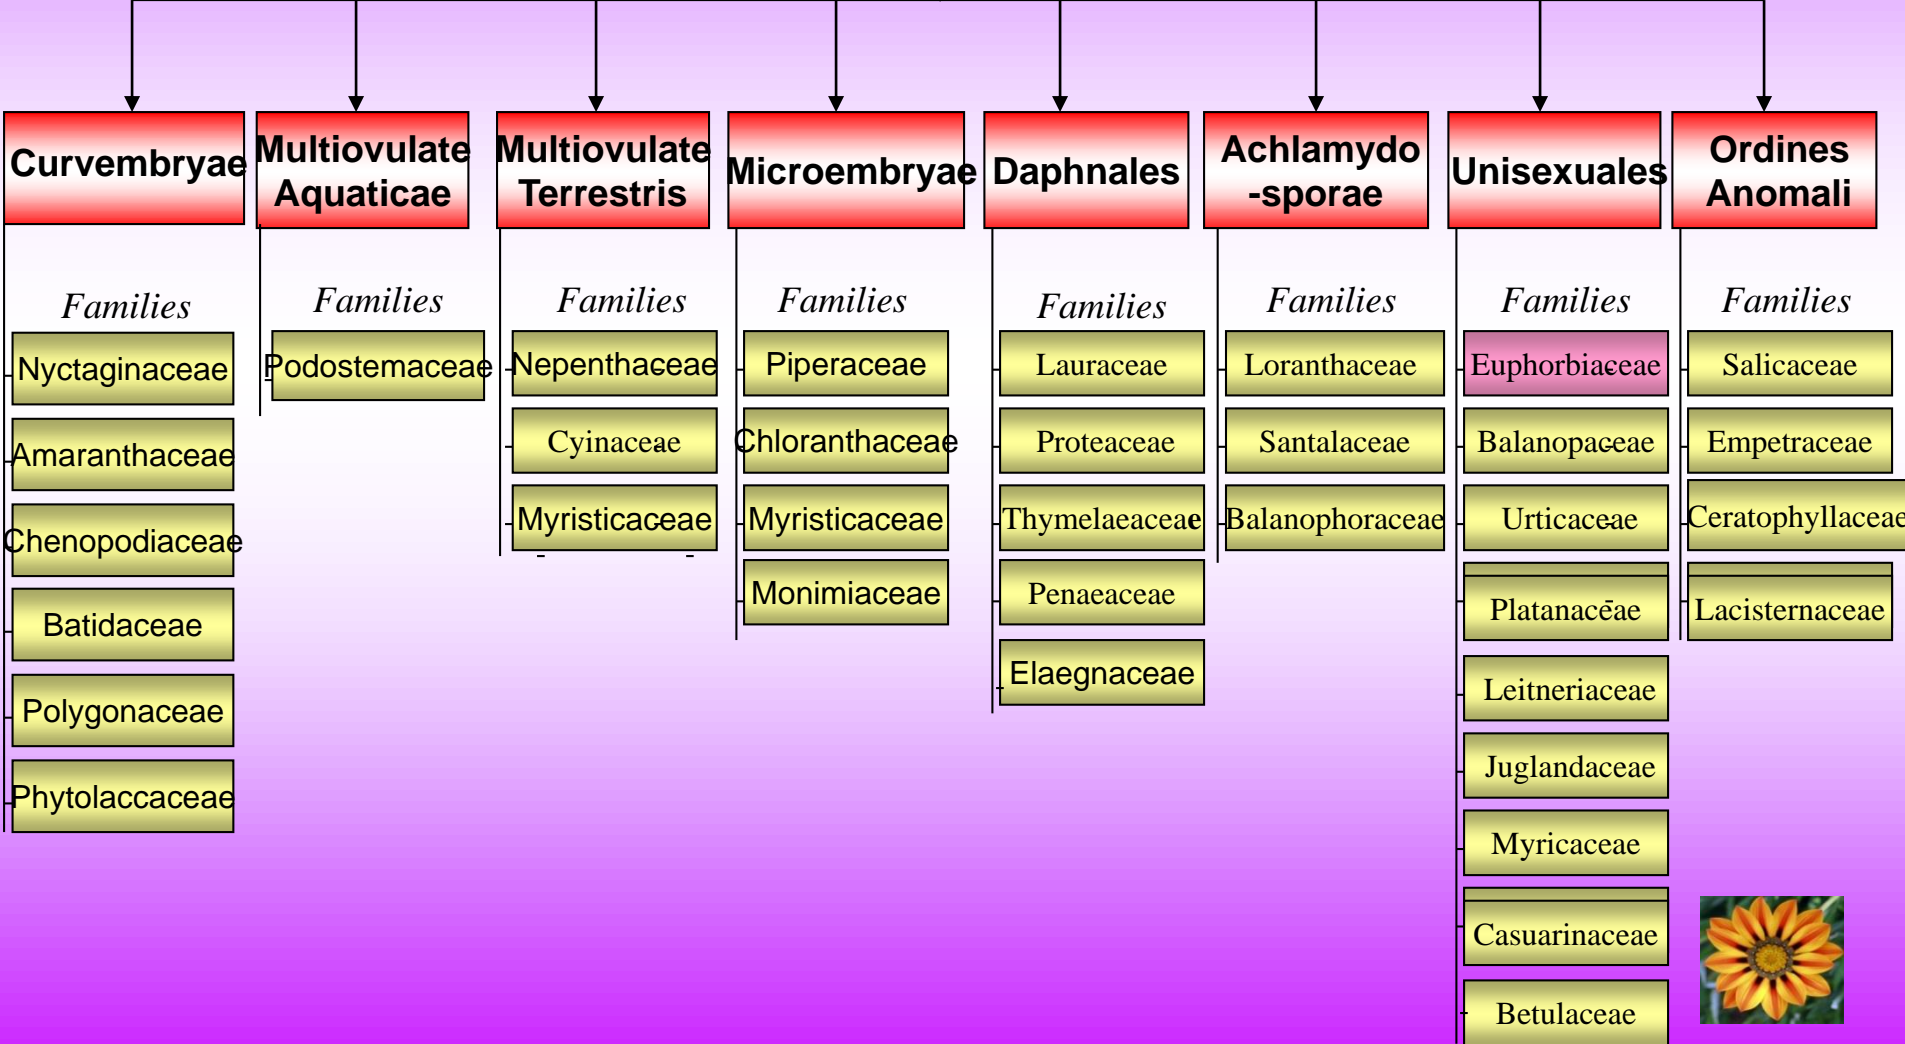 Curvembryae
Multiovulate
Aquaticae
Multiovulate
Terrestris
Microembryae
Daphnales
Achlamydo
-sporae
Unisexuales
Ordines
Anomali
Families
Nyctaginaceae
Amaranthaceae
Chenopodiaceae
Batidaceae
Polygonaceae
Phytolaccaceae
Families
Podostemaceae
Families
Nepenthaceae
Cyinaceae
Myristicaceae
Families
Piperaceae
Chloranthaceae
Myristicaceae
Monimiaceae
Families
Lauraceae
Proteaceae
Thymelaeaceae
Penaeaceae
Elaegnaceae
Families
Loranthaceae
Santalaceae
Balanophoraceae
Families
Euphorbiaceae
Balanopaceae
Urticaceae
Platanaceae
Leitneriaceae
Juglandaceae
Myricaceae
Casuarinaceae
Betulaceae
Families
Salicaceae
Empetraceae
Ceratophyllaceae
Lacisternaceae